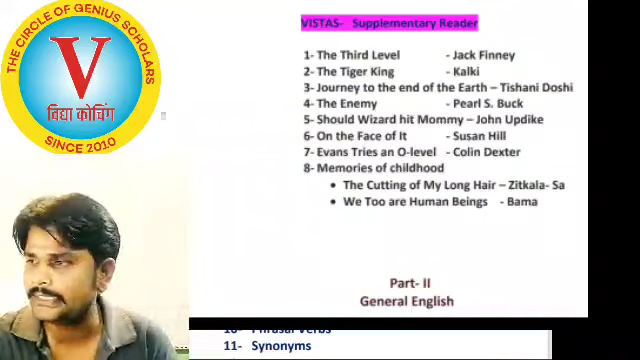 THE CIRCLE OF GENIUS SCHOLARS
V
विद्या कोचिंग
SINCE 2010
VISTAS- Supplementary Reader
1- The Third Level - Jack Finney
2- The Tiger King - Kalki
3- Journey to the end of the Earth – Tishani Doshi
4- The Enemy - Pearl S. Buck
5- Should Wizard hit Mommy – John Updike
6- On the Face of It - Susan Hill
7- Evans Tries an O-level - Colin Dexter
8- Memories of childhood
• The Cutting of My Long Hair – Zitkala- Sa
• We Too are Human Beings - Bama
Part- II
General English
10- Phrasal Verbs
11- Synonyms